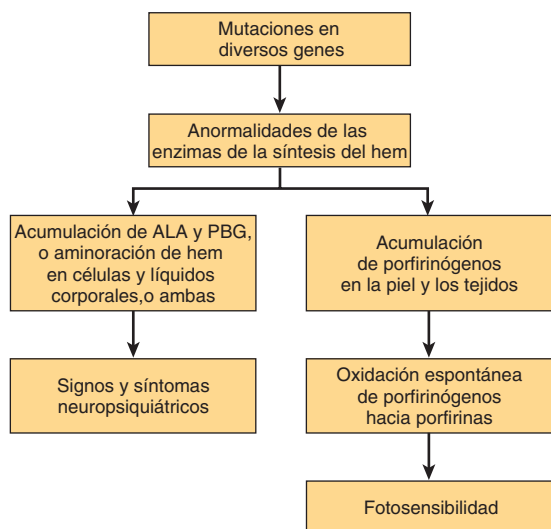 Mutaciones en
diversos genes
Anormalidades de las
enzimas de la síntesis del hem
Acumulación de ALA y PBG,
o aminoración de hem
en células y líquidos
corporales,o ambas
Acumulación
de porfirinógenos
en la piel y los tejidos
Signos y síntomas
neuropsiquiátricos
Oxidación espontánea
de porfirinógenos
hacia porfirinas
Fotosensibilidad